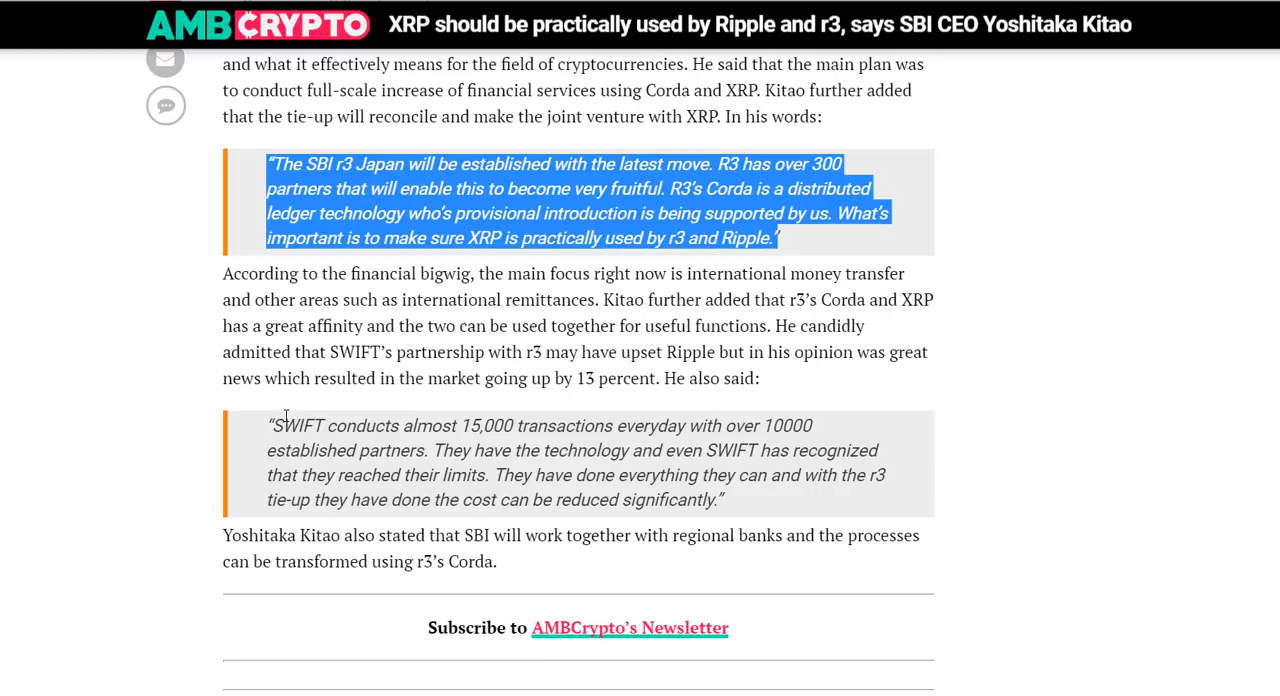 AMBCRYPTO XRP should be practically used by Ripple and r3, says SBI CEO Yoshitaka Kitao
and what it effectively means for the field of cryptocurrencies. He said that the main plan was
to conduct full-scale increase of financial services using Corda and XRP. Kitao further added
that the tie-up will reconcile and make the joint venture with XRP. In his words:
“The SBI r3 Japan will be established with the latest move. R3 has over 300
partners that will enable this to become very fruitful. R3’s Corda is a distributed
ledger technology who’s provisional introduction is being supported by us. What’s
important is to make sure XRP is practically used by r3 and Ripple.”
According to the financial bigwig, the main focus right now is international money transfer
and other areas such as international remittances. Kitao further added that r3’s Corda and XRP
has a great affinity and the two can be used together for useful functions. He candidly
admitted that SWIFT’s partnership with r3 may have upset Ripple but in his opinion was great
news which resulted in the market going up by 13 percent. He also said:
“SWIFT conducts almost 15,000 transactions everyday with over 10000
established partners. They have the technology and even SWIFT has recognized
that they reached their limits. They have done everything they can and with the r3
tie-up they have done the cost can be reduced significantly.”
Yoshitaka Kitao also stated that SBI will work together with regional banks and the processes
can be transformed using r3’s Corda.
Subscribe to AMBCrypto’s Newsletter